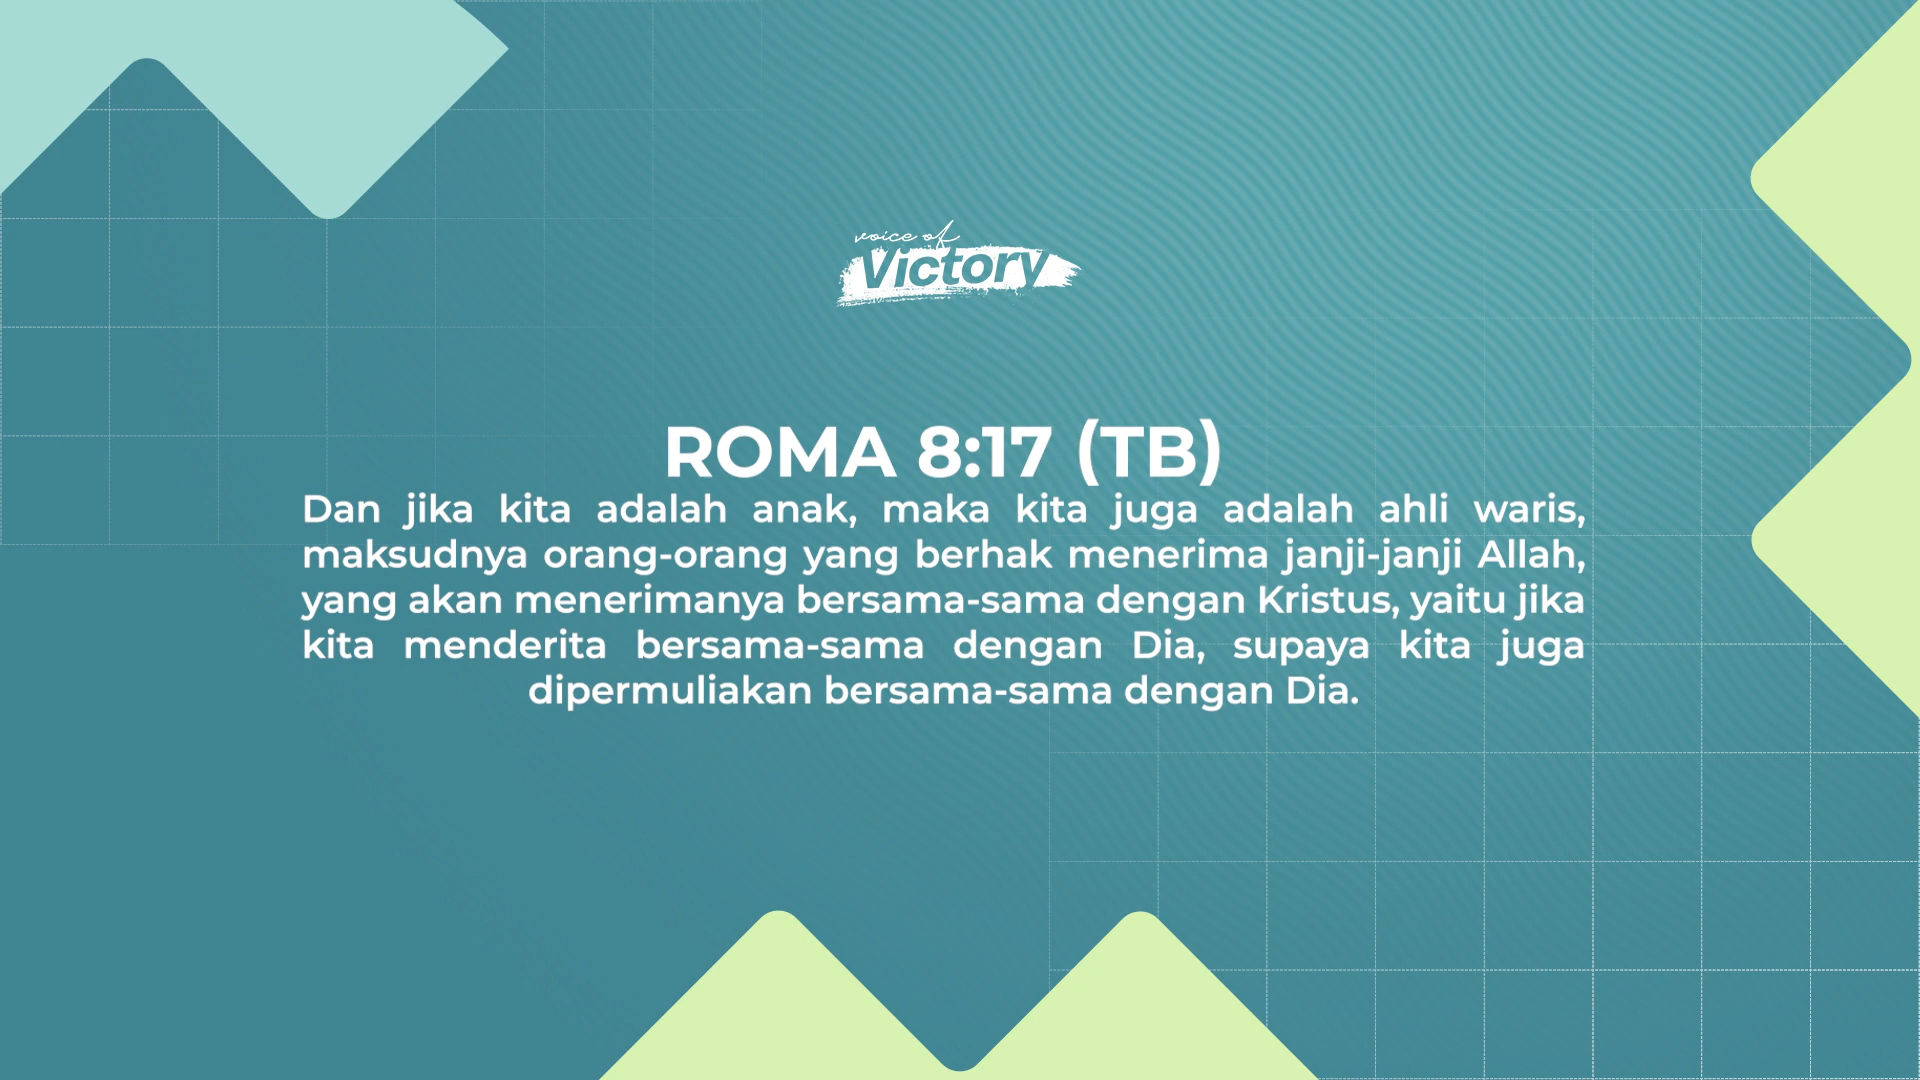 voice of
Victory
ROMA 8:17 (TB)
Dan jika kita adalah anak, maka kita juga adalah ahli waris,
maksudnya orang-orang yang berhak menerima janji-janji Allah,
yang akan menerimanya bersama-sama dengan Kristus, yaitu jika
kita menderita bersama-sama dengan Dia, supaya kita juga
dipermuliakan bersama-sama dengan Dia.